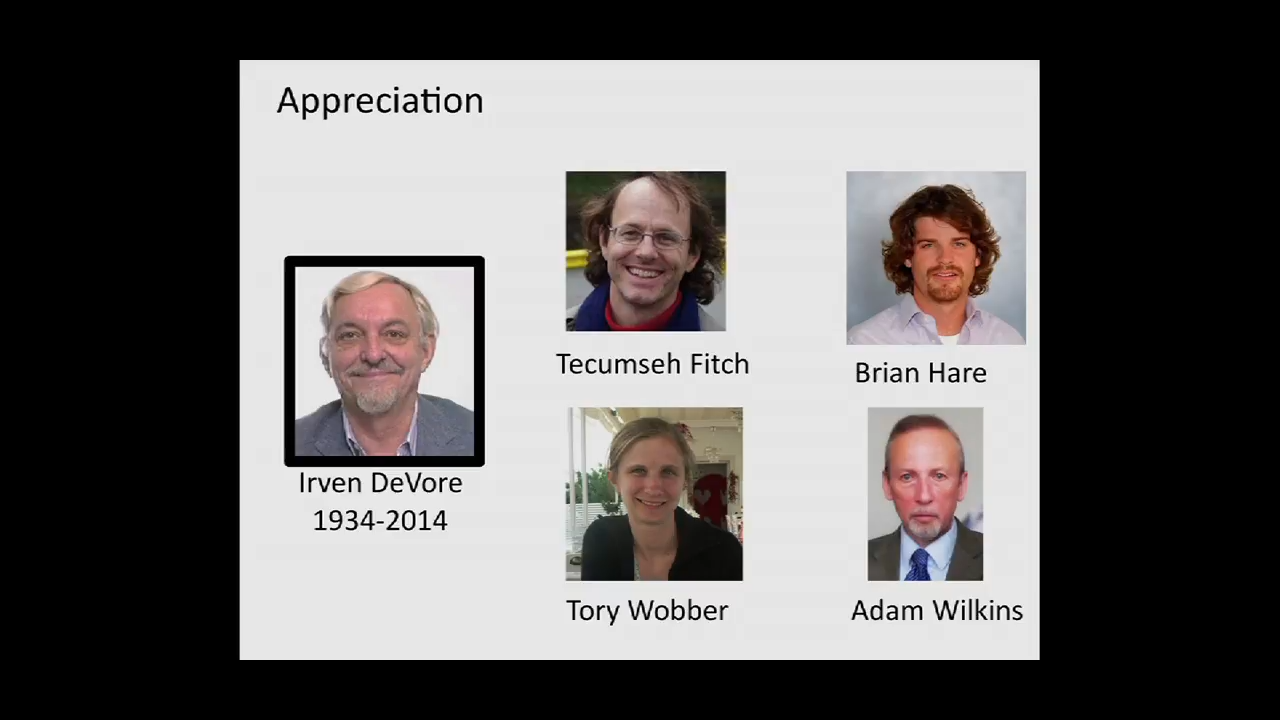 Appreciation
Tecumseh Fitch
Brian Hare
Irven DeVore
1934-2014
Tory Wobber
Adam Wilkins